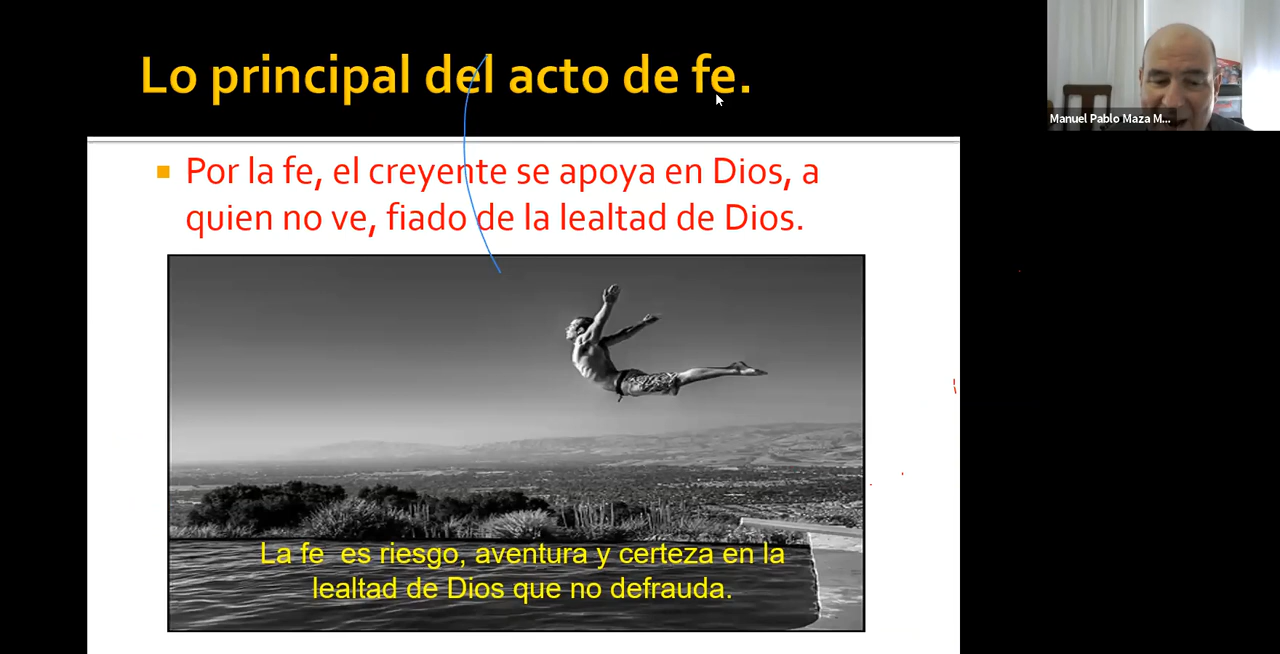 Lo principal del acto de fe.
Manuel Pablo Maza M...
Por la fe, el creyente se apoya en Dios, a
quien no ve, fiado de la lealtad de Dios.
La fe es riesgo, aventura y certeza en la
lealtad de Dios que no defrauda.